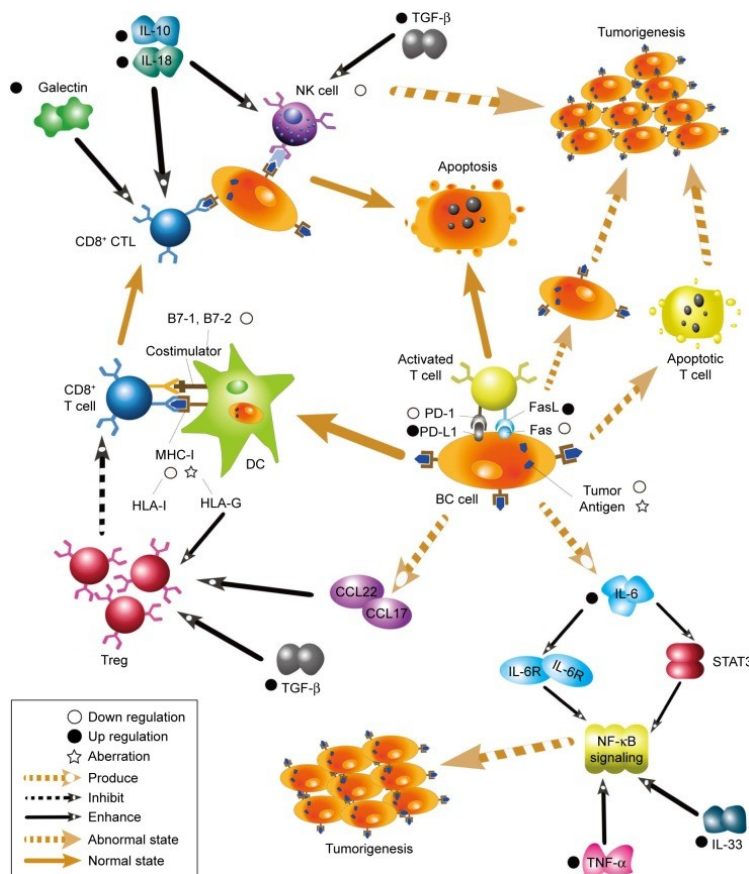 IL-10
IL-18
TGF-β
Tumorigenesis
Galectin
NK cell
Apoptosis
CD8⁺ CTL
B7-1, B7-2
Costimulator
CD8⁺
T cell
Activated
T cell
Apoptotic
T cell
PD-1
FasL
PD-L1
Fas
MHC-I
DC
BC cell
Tumor
Antigen
HLA-I
HLA-G
CCL22
CCL17
IL-6
Treg
TGF-β
IL-6R
IL-6R
STAT3
NF-κB
signaling
Down regulation
Up regulation
Aberration
Produce
Inhibit
Enhance
Abnormal state
Normal state
Tumorigenesis
IL-33
TNF-α